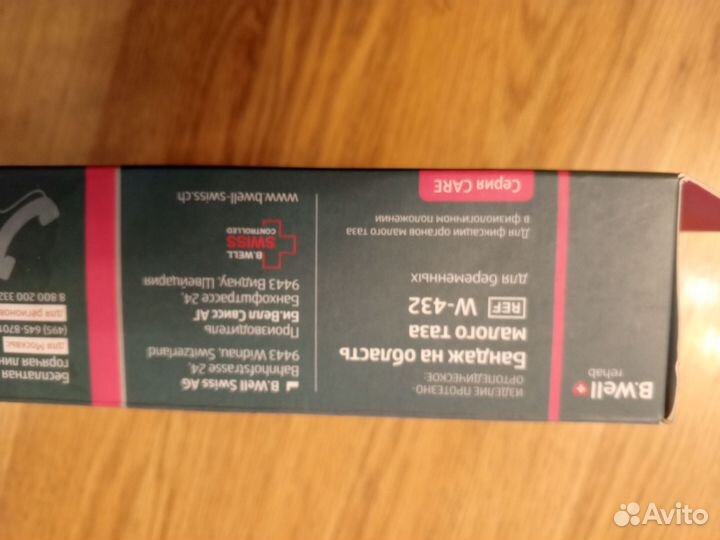 B.Well
rehab
ИЗДЕЛИЕ ПРОТЕЗНО-
ОРТОПЕДИЧЕСКОЕ:
Бандаж на область
малого таза
REF W-432
для беременных
Для фиксации органов малого таза
в физиологичном положении
Серия CARE
B.Well Swiss AG
Bahnhofstrasse 24,
9443 Widnau, Switzerland
Производитель
Би.Велл Свисс АГ
Банхофштрассе 24,
9443 Виднау, Швейцария
B.WELL
SWISS
CONTROLLED
www.bwell-swiss.ch
Бесплатная
горячая
для Москвы:
(495) 645-8701
для регионов
8 800 200 332
Avito